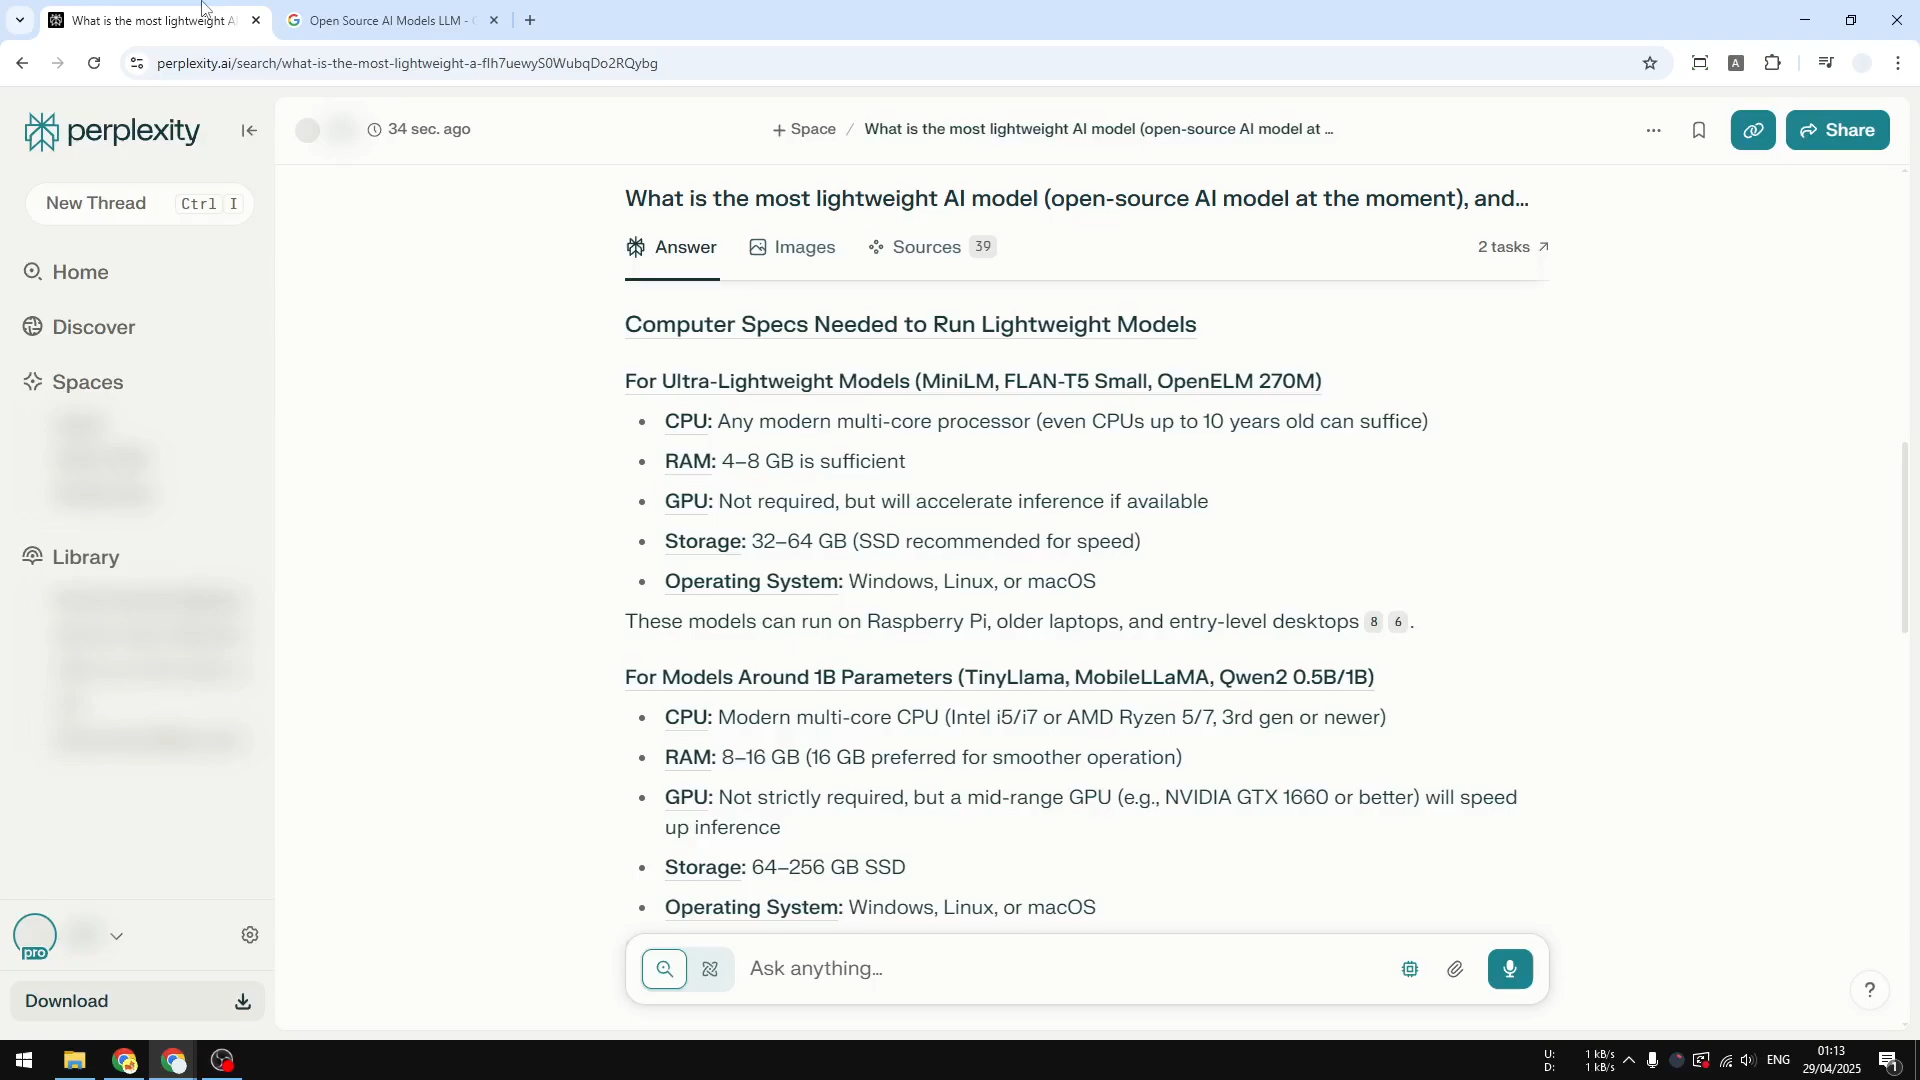 What is the most lightweight A
Open Source AI Models LLM -
perplexity.ai/search/what-is-the-most-lightweight-a-flh7uewyS0WubqDo2RQybg
A
perplexity
34 sec. ago
+ Space / What is the most lightweight AI model (open-source AI model at ...
Share
New Thread Ctrl I
Home
Discover
Spaces
Library
pro
Download
What is the most lightweight AI model (open-source AI model at the moment), and...
Answer Images Sources 39 2 tasks
Computer Specs Needed to Run Lightweight Models
For Ultra-Lightweight Models (MiniLM, FLAN-T5 Small, OpenELM 270M)
• CPU: Any modern multi-core processor (even CPUs up to 10 years old can suffice)
• RAM: 4–8 GB is sufficient
• GPU: Not required, but will accelerate inference if available
• Storage: 32–64 GB (SSD recommended for speed)
• Operating System: Windows, Linux, or macOS
These models can run on Raspberry Pi, older laptops, and entry-level desktops 8 6 .
For Models Around 1B Parameters (TinyLlama, MobileLLaMA, Qwen2 0.5B/1B)
• CPU: Modern multi-core CPU (Intel i5/i7 or AMD Ryzen 5/7, 3rd gen or newer)
• RAM: 8–16 GB (16 GB preferred for smoother operation)
• GPU: Not strictly required, but a mid-range GPU (e.g., NVIDIA GTX 1660 or better) will speed
up inference
• Storage: 64–256 GB SSD
• Operating System: Windows, Linux, or macOS
Ask anything...
?
U: 1 kB/s
D: 1 kB/s
ENG
01:13
29/04/2025
1